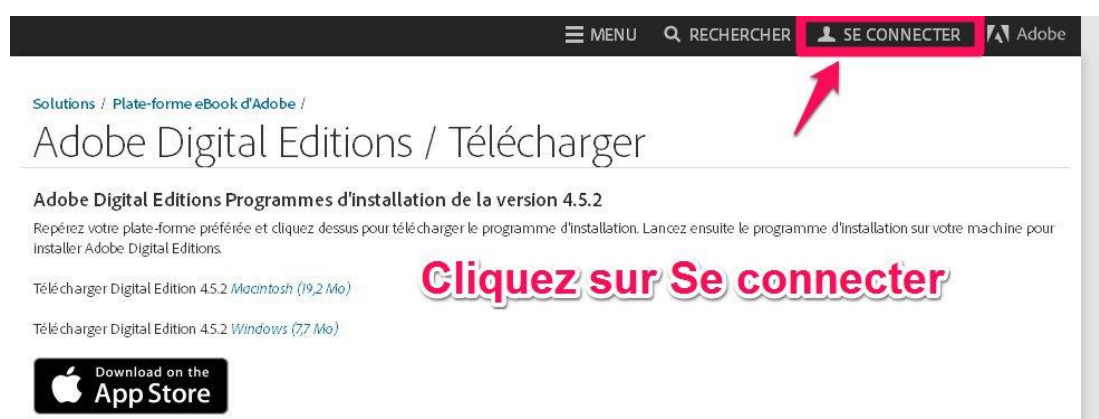 MENU RECHERCHER SE CONNECTER Adobe
Solutions / Plate-forme eBook d'Adobe /
Adobe Digital Editions / Télécharger
Adobe Digital Editions Programmes d'installation de la version 4.5.2
Repérez votre plate-forme préférée et cliquez dessus pour télécharger le programme d'installation. Lancez ensuite le programme d'installation sur votre machine pour
installer Adobe Digital Editions.
Cliquez sur Se connecter
Télécharger Digital Edition 4.5.2 Macintosh (19,2 Mo)
Télécharger Digital Edition 4.5.2 Windows (7,7 Mo)
Download on the
App Store